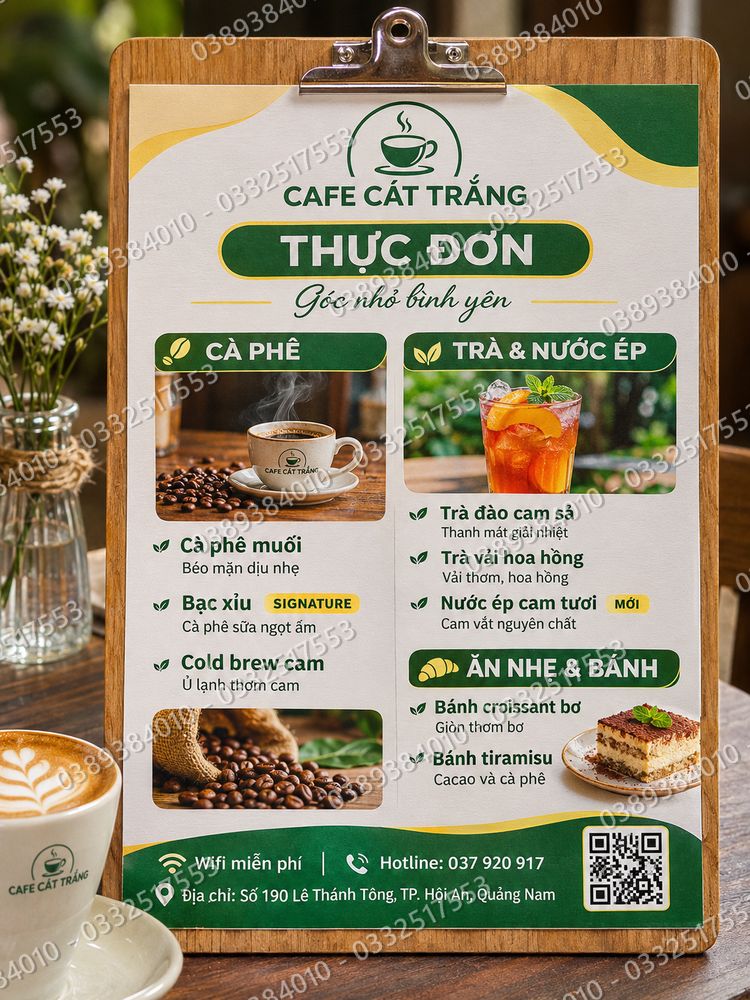 CAFE CÁT TRẮNG
THỰC ĐƠN
Góc nhỏ bình yên
CÀ PHÊ
CAFE CÁT TRẮNG
Cà phê muối
Béo mặn dịu nhẹ
Bạc xỉu SIGNATURE
Cà phê sữa ngọt ấm
Cold brew cam
Ủ lạnh thơm cam
TRÀ & NƯỚC ÉP
Trà đào cam sả
Thanh mát giải nhiệt
Trà vải hoa hồng
Vải thơm, hoa hồng
Nước ép cam tươi MỚI
Cam vắt nguyên chất
ĂN NHẸ & BÁNH
Bánh croissant bơ
Giòn thơm bơ
Bánh tiramisu
Cacao và cà phê
Wifi miễn phí | Hotline: 037 920 917
Địa chỉ: Số 190 Lê Thánh Tông, TP. Hội An, Quảng Nam
CAFE CÁT TRẮNG
0389384010 - 0332517553